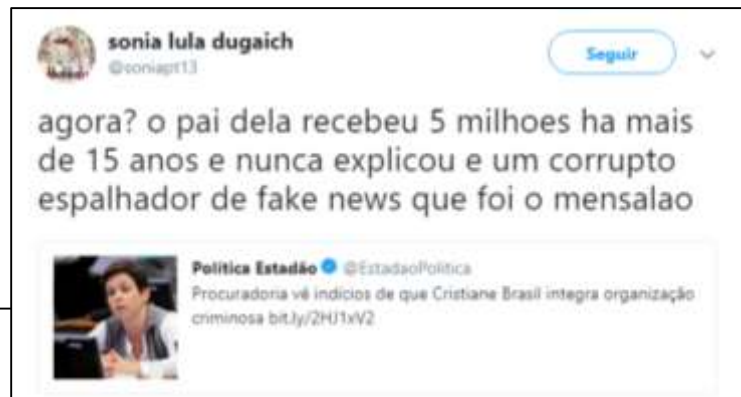 sonia lula dugaich
@soniapt13
Seguir
agora? o pai dela recebeu 5 milhoes ha mais
de 15 anos e nunca explicou e um corrupto
espalhador de fake news que foi o mensalao
Política Estadão @EstadaoPolitica
Procuradoria vê indícios de que Cristiane Brasil integra organização
criminosa bit.ly/2HJ1xV2